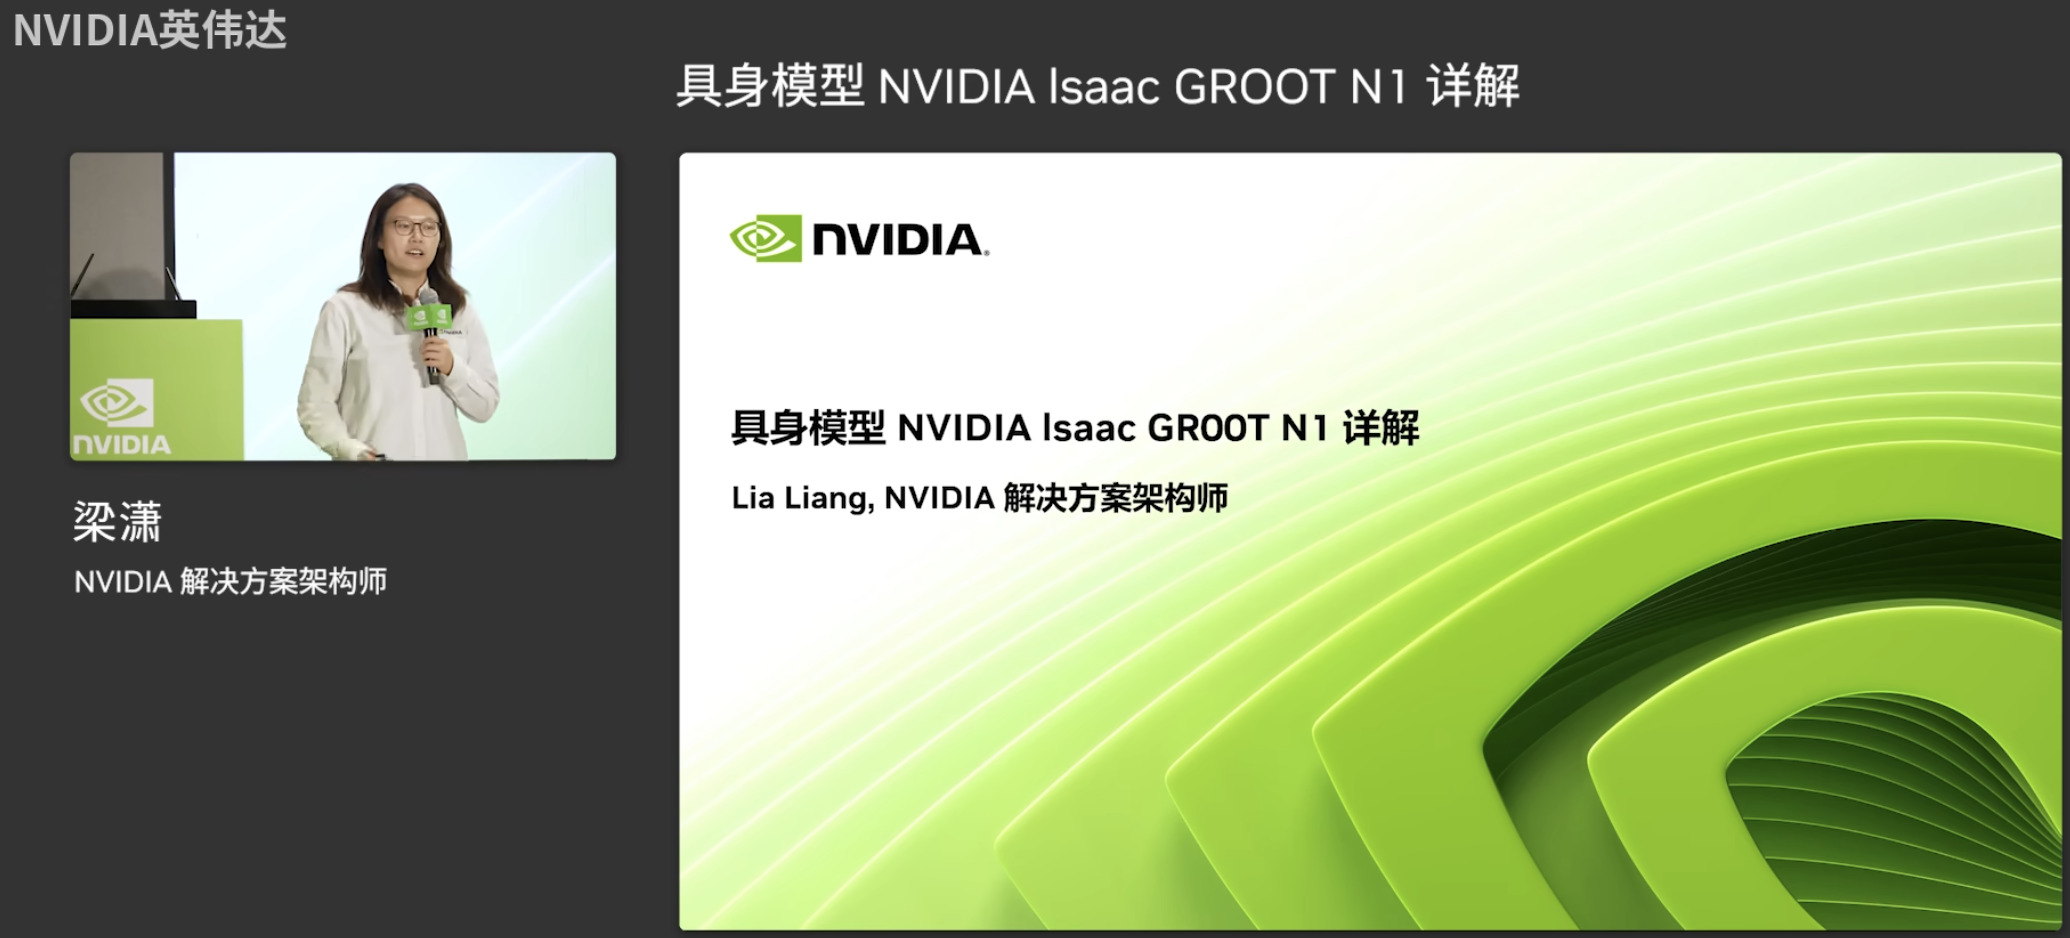 NVIDIA英伟达
具身模型 NVIDIA Isaac GROOT N1 详解
NVIDIA
梁潇
NVIDIA 解决方案架构师
NVIDIA
具身模型 NVIDIA Isaac GROOT N1 详解
Lia Liang, NVIDIA 解决方案架构师